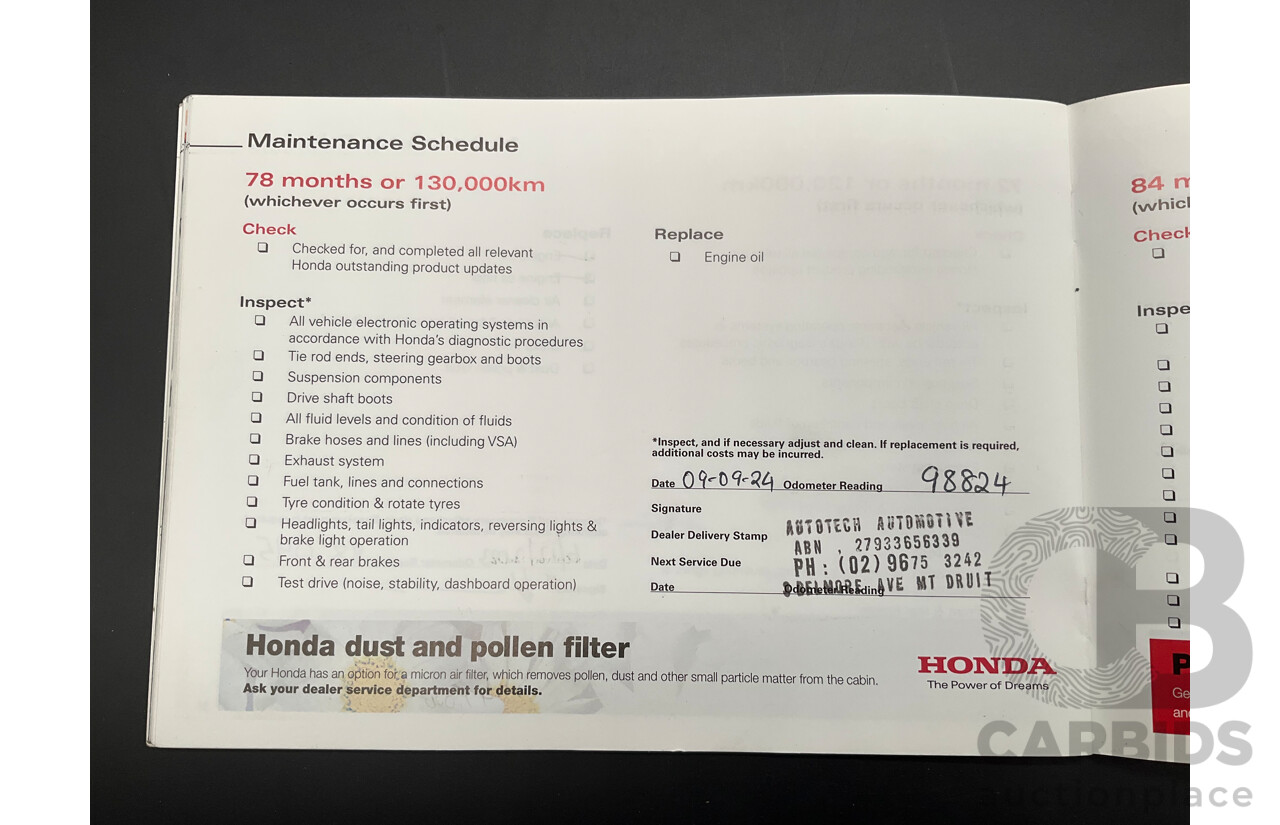 Maintenance Schedule
78 months or 130,000km
(whichever occurs first)
Check
Checked for, and completed all relevant
Honda outstanding product updates
Inspect*
All vehicle electronic operating systems in
accordance with Honda's diagnostic procedures
Tie rod ends, steering gearbox and boots
Suspension components
Drive shaft boots
All fluid levels and condition of fluids
Brake hoses and lines (including VSA)
Exhaust system
Fuel tank, lines and connections
Tyre condition & rotate tyres
Headlights, tail lights, indicators, reversing lights &
brake light operation
Front & rear brakes
Test drive (noise, stability, dashboard operation)
Replace
Engine oil
*Inspect, and if necessary adjust and clean. If replacement is required,
additional costs may be incurred.
Date 09-09-24 Odometer Reading 98824
Signature
Dealer Delivery Stamp
AUTOTECH AUTOMOTIVE
ABN . 27933656339
PH : (02) 9675 3242
BELMORE AVE MT DRUIT
Next Service Due
Date Odometer Reading
Honda dust and pollen filter
Your Honda has an option for a micron air filter, which removes pollen, dust and other small particle matter from the cabin.
Ask your dealer service department for details.
HONDA
The Power of Dreams
84 m
(whicl
Check
Inspe
P
Ge
an
CB
CARBIDS
auctionplace